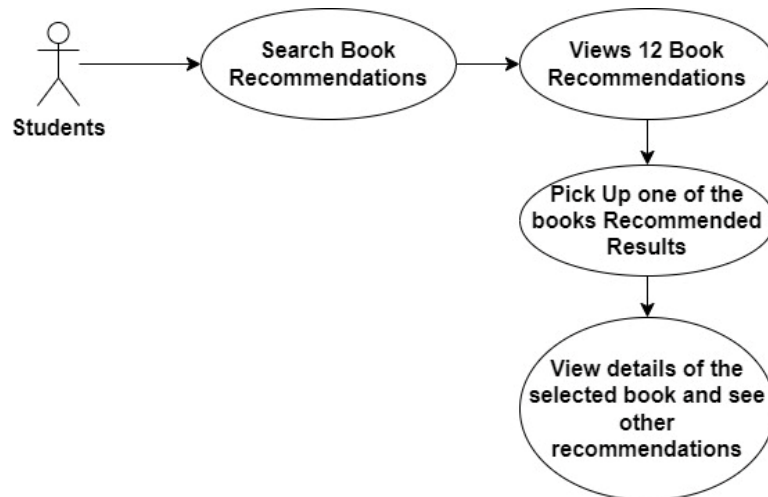 Search Book
Recommendations
Views 12 Book
Recommendations
Students
Pick Up one of the
books Recommended
Results
View details of the
selected book and see
other
recommendations